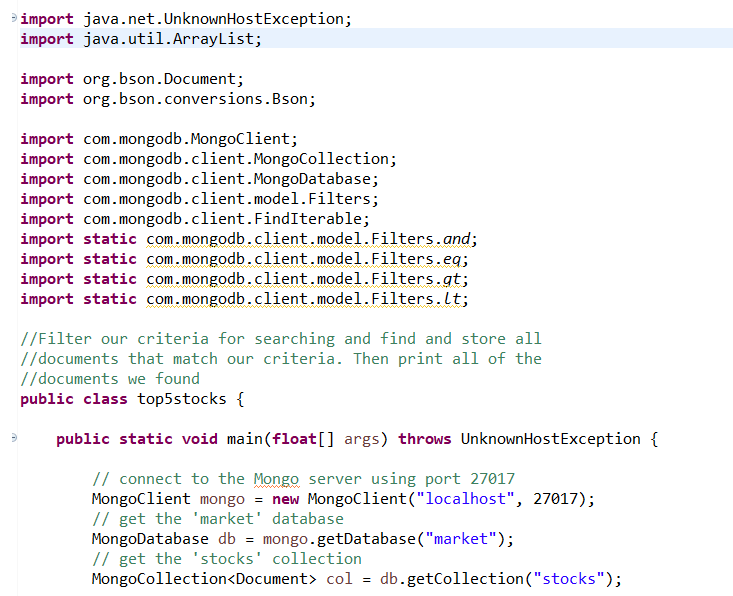 import java.net.UnknownHostException;
import java.util.ArrayList;
import org.bson.Document;
import org.bson.conversions.Bson;
import com.mongodb.MongoClient;
import com.mongodb.client.MongoCollection;
import com.mongodb.client.MongoDatabase;
import com.mongodb.client.model.Filters;
import com.mongodb.client.FindIterable;
import static com.mongodb.client.model.Filters.and;
import static com.mongodb.client.model.Filters.eq;
import static com.mongodb.client.model.Filters.gt;
import static com.mongodb.client.model.Filters.lt;
//Filter our criteria for searching and find and store all
//documents that match our criteria. Then print all of the
//documents we found
public class top5stocks {
public static void main(float[] args) throws UnknownHostException {
// connect to the Mongo server using port 27017
MongoClient mongo = new MongoClient("localhost", 27017);
// get the 'market' database
MongoDatabase db = mongo.getDatabase("market");
// get the 'stocks' collection
MongoCollection<Document> col = db.getCollection("stocks");